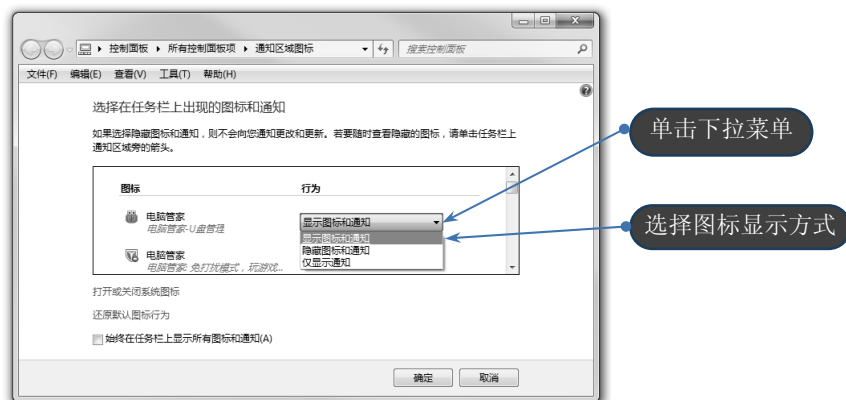 控制面板 ▸ 所有控制面板项 ▸ 通知区域图标
搜索控制面板
文件(F) 编辑(E) 查看(V) 工具(T) 帮助(H)
选择在任务栏上出现的图标和通知
如果选择隐藏图标和通知，则不会向您通知更改和更新。若要随时查看隐藏的图标，请单击任务栏上
通知区域旁的箭头。
单击下拉菜单
图标 行为
电脑管家
电脑管家-U盘管理
显示图标和通知
显示图标和通知
选择图标显示方式
隐藏图标和通知
仅显示通知
电脑管家
电脑管家 免打扰模式，玩游戏..
打开或关闭系统图标
还原默认图标行为
始终在任务栏上显示所有图标和通知(A)
确定 取消